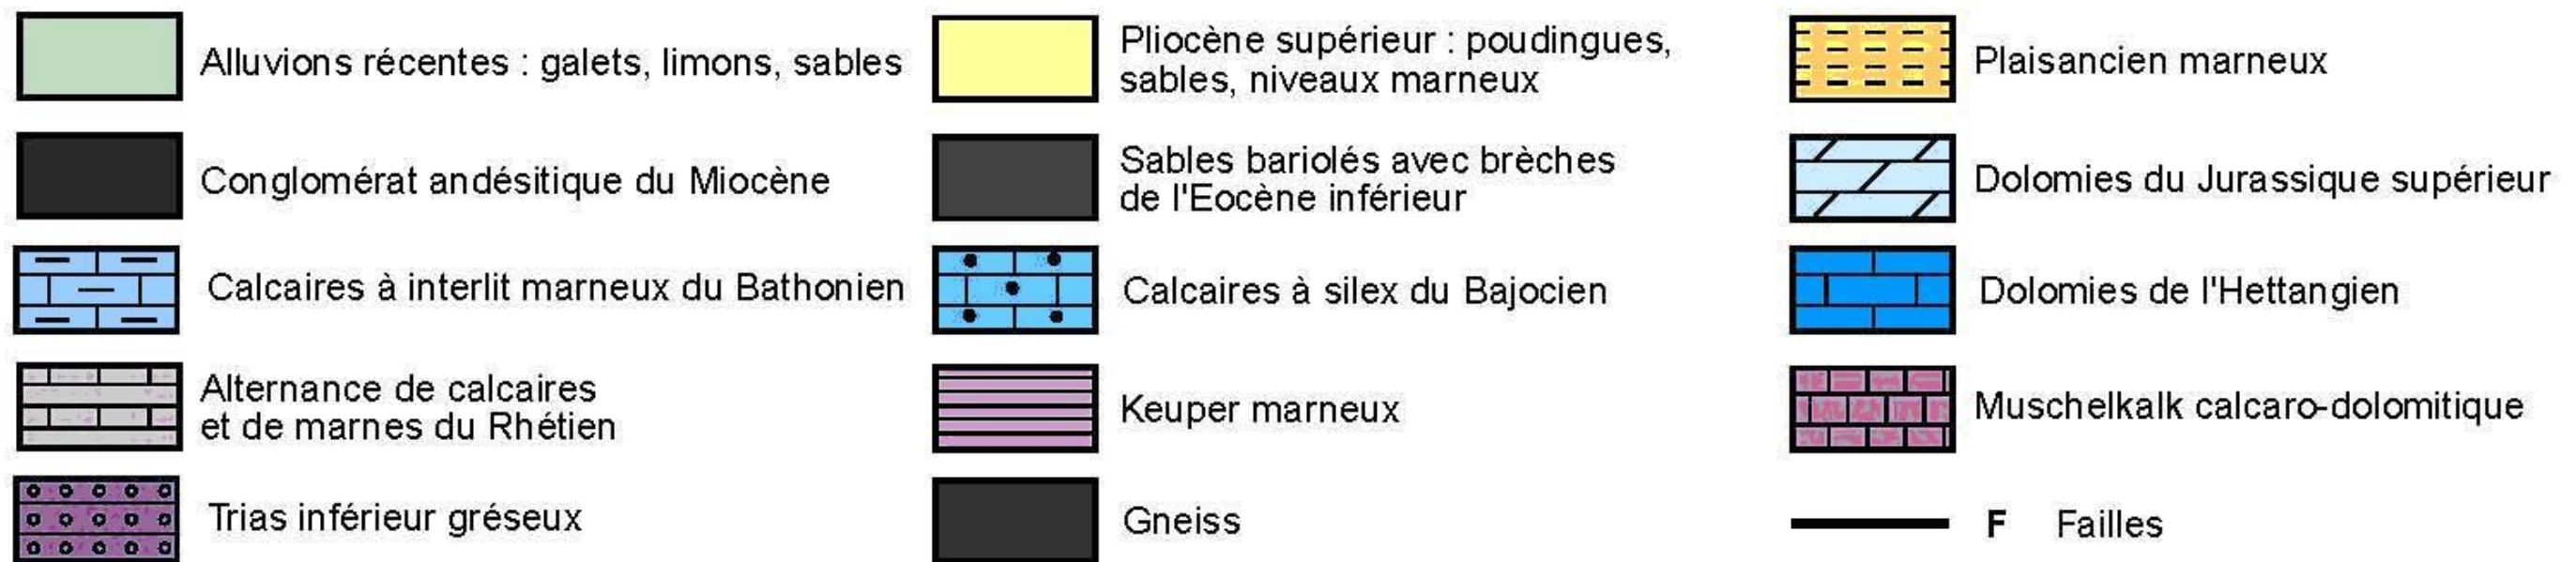 Alluvions récentes : galets, limons, sables
Pliocène supérieur : poudingues,
sables, niveaux marneux
Plaisancien marneux
Conglomérat andésitique du Miocène
Sables bariolés avec brèches
de l'Eocène inférieur
Dolomies du Jurassique supérieur
Calcaires à interlit marneux du Bathonien
Calcaires à silex du Bajocien
Dolomies de l'Hettangien
Alternance de calcaires
et de marnes du Rhétien
Keuper marneux
Muschelkalk calcaro-dolomitique
Trias inférieur gréseux
Gneiss
F Failles